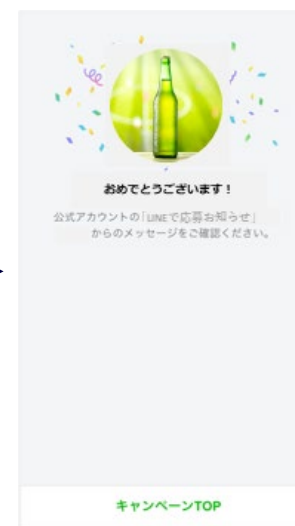 おめでとうございます！
公式アカウントの「LINEで応募お知らせ」
からのメッセージをご確認ください。
キャンペーンTOP